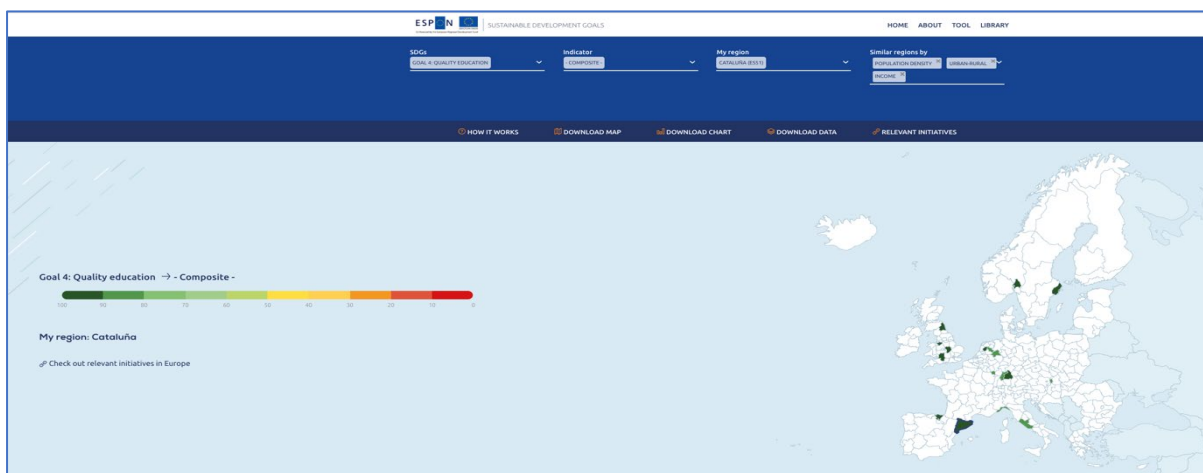 ESPON
SUSTAINABLE DEVELOPMENT GOALS
HOME ABOUT TOOL LIBRARY
SDGs Indicator My region Similar regions by
GOAL 4: QUALITY EDUCATION - COMPOSITE - CATALUÑA (ES51) POPULATION DENSITY × URBAN-RURAL ×
INCOME ×
HOW IT WORKS DOWNLOAD MAP DOWNLOAD CHART DOWNLOAD DATA RELEVANT INITIATIVES
Goal 4: Quality education → - Composite -
100 90 80 70 60 50 40 30 20 10 0
My region: Cataluña
Check out relevant initiatives in Europe